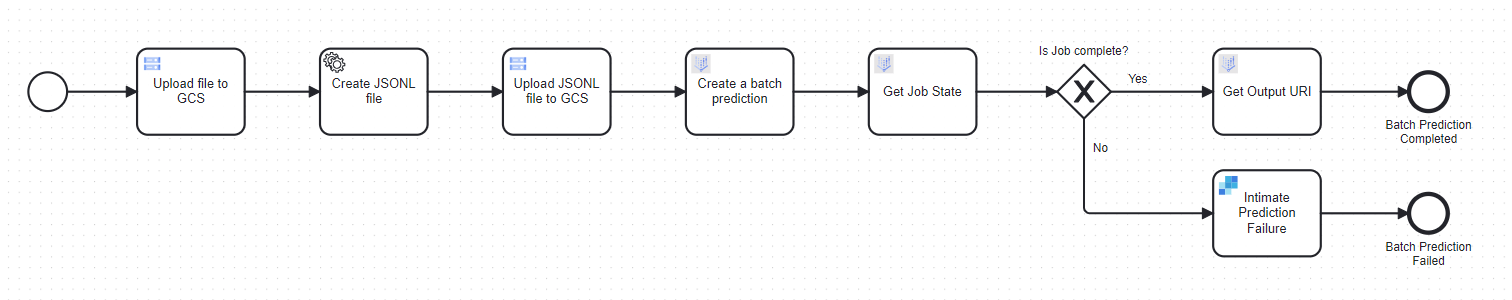 Upload file to
GCS
Create JSONL
file
Upload JSONL
file to GCS
Create a batch
prediction
Get Job State
Is Job complete?
Yes
Get Output URI
Batch Prediction
Completed
No
Intimate
Prediction
Failure
Batch Prediction
Failed